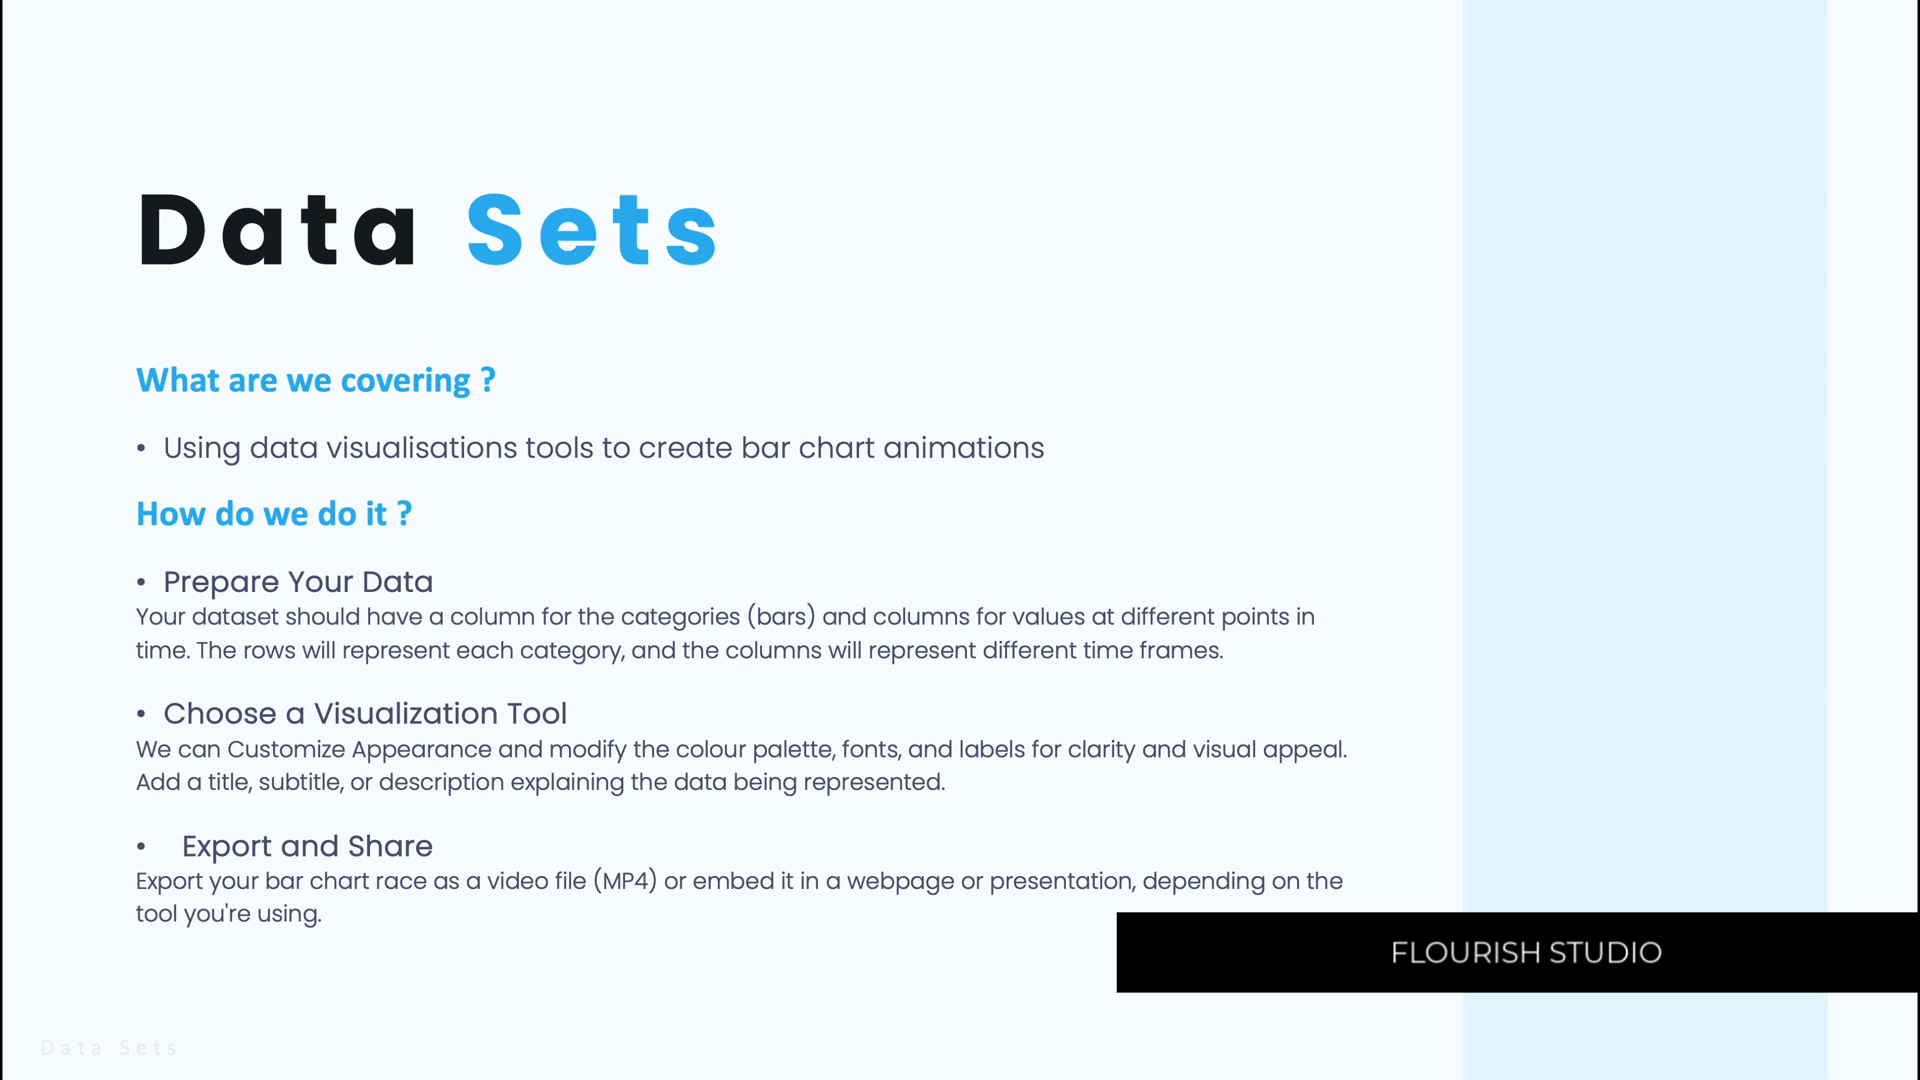 Data Sets
What are we covering ?
• Using data visualisations tools to create bar chart animations
How do we do it ?
• Prepare Your Data
Your dataset should have a column for the categories (bars) and columns for values at different points in
time. The rows will represent each category, and the columns will represent different time frames.
• Choose a Visualization Tool
We can Customize Appearance and modify the colour palette, fonts, and labels for clarity and visual appeal.
Add a title, subtitle, or description explaining the data being represented.
• Export and Share
Export your bar chart race as a video file (MP4) or embed it in a webpage or presentation, depending on the
tool you're using.
FLOURISH STUDIO
Data Sets